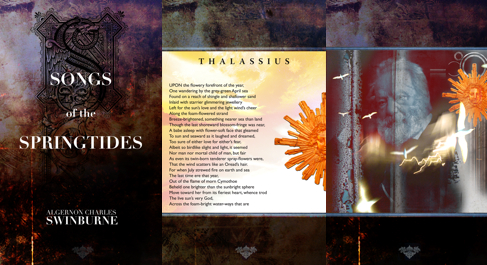 SONGS
of the
SPRINGTIDES
ALGERNON CHARLES
SWINBURNE
THALASSIUS
UPON the flowery forefront of the year,
One wandering by the grey-green April sea
Found on a reach of shingle and shallower sand
Inlaid with starrier glimmering jewellery
Left for the sun's love and the light wind's cheer
Along the foam-flowered strand
Breeze-brightened, something nearer sea than land
Though the last shoreward blossom-fringe was near,
A babe asleep with flower-soft face that gleamed
To sun and seaward as it laughed and dreamed,
Too sure of either love for either's fear,
Albeit so birdlike slight and light, it seemed
Nor man nor mortal child of man, but fair
As even its twin-born tenderer spray-flowers were,
That the wind scatters like an Oread's hair.
For when July strewed fire on earth and sea
The last time ere that year,
Out of the flame of morn Cymothoe
Beheld one brighter than the sunbright sphere
Move toward her from its fieriest heart, whence trod
The live sun's very God,
Across the foam-bright water-ways that are